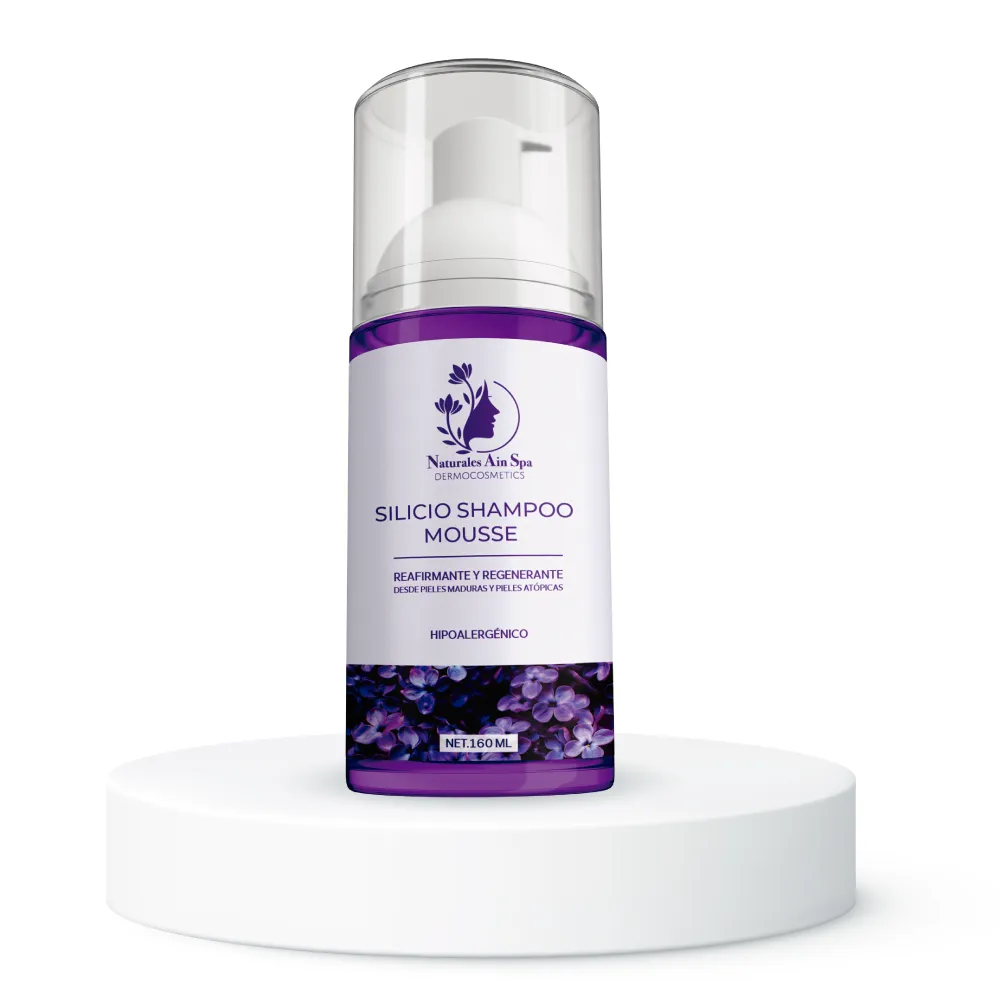 Naturales Ain Spa
DERMOCOSMETICS
SILICIO SHAMPOO
MOUSSE
REAFIRMANTE Y REGENERANTE
DESDE PIELES MADURAS Y PIELES ATÓPICAS
HIPOALERGÉNICO
NET.160 ML